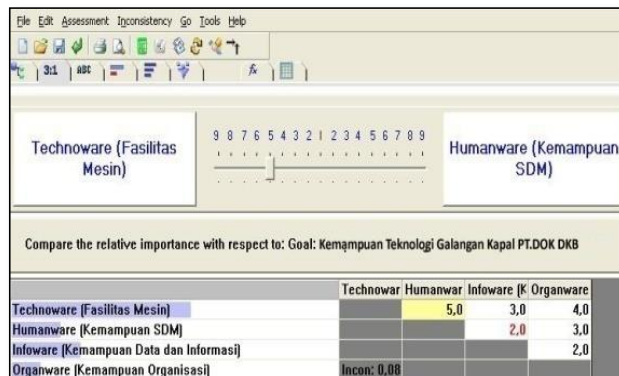 File Edit Assessment Inconsistency Go Tools Help
3:1 ABC fx
9 8 7 6 5 4 3 2 1 2 3 4 5 6 7 8 9
Technoware (Fasilitas
Mesin)
Humanware (Kemampuan
SDM)
Compare the relative importance with respect to: Goal: Kemampuan Teknologi Galangan Kapal PT.DOK DKB
Technowar Humanwar Infoware (K Organware
Technoware (Fasilitas Mesin) 5,0 3,0 4,0
Humanware (Kemampuan SDM) 2,0 3,0
Infoware (Kemampuan Data dan Informasi) 2,0
Organware (Kemampuan Organisasi) Incon: 0,08